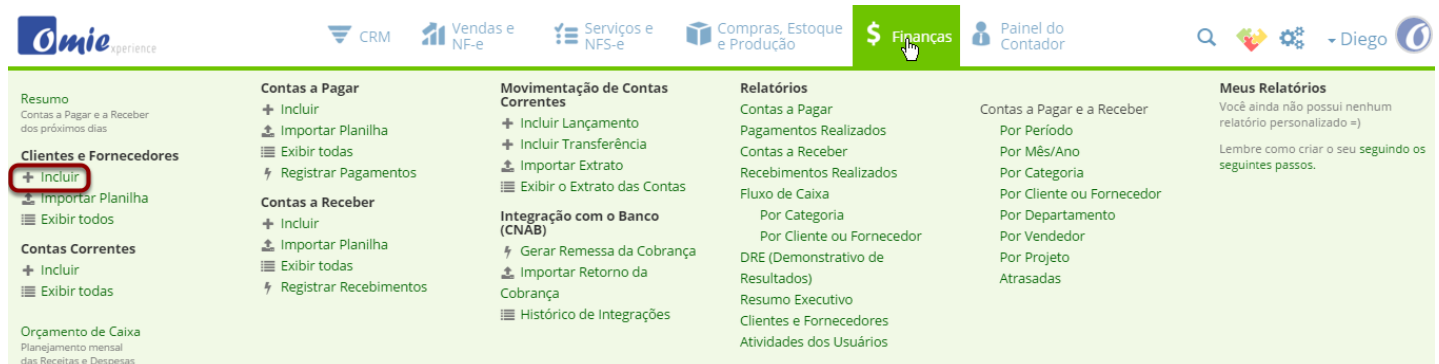 Omie xperience
CRM
Vendas e
NF-e
Serviços e
NFS-e
Compras, Estoque
e Produção
$ Finanças
Painel do
Contador
Diego
Resumo
Contas a Pagar e a Receber
dos próximos dias
Clientes e Fornecedores
Incluir
Importar Planilha
Exibir todos
Contas Correntes
Incluir
Exibir todas
Orçamento de Caixa
Planejamento mensal
das Receitas e Despesas
Contas a Pagar
Incluir
Importar Planilha
Exibir todas
Registrar Pagamentos
Contas a Receber
Incluir
Importar Planilha
Exibir todas
Registrar Recebimentos
Movimentação de Contas
Correntes
Incluir Lançamento
Incluir Transferência
Importar Extrato
Exibir o Extrato das Contas
Integração com o Banco
(CNAB)
Gerar Remessa da Cobrança
Importar Retorno da
Cobrança
Histórico de Integrações
Relatórios
Contas a Pagar
Pagamentos Realizados
Contas a Receber
Recebimentos Realizados
Fluxo de Caixa
Por Categoria
Por Cliente ou Fornecedor
DRE (Demonstrativo de
Resultados)
Resumo Executivo
Clientes e Fornecedores
Atividades dos Usuários
Contas a Pagar e a Receber
Por Período
Por Mês/Ano
Por Categoria
Por Cliente ou Fornecedor
Por Departamento
Por Vendedor
Por Projeto
Atrasadas
Meus Relatórios
Você ainda não possui nenhum
relatório personalizado =)
Lembre como criar o seu seguindo os
seguintes passos.